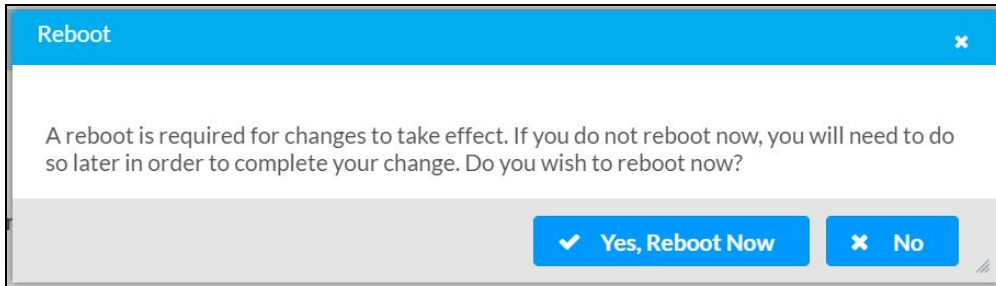 Reboot
A reboot is required for changes to take effect. If you do not reboot now, you will need to do
so later in order to complete your change. Do you wish to reboot now?
Yes, Reboot Now
No